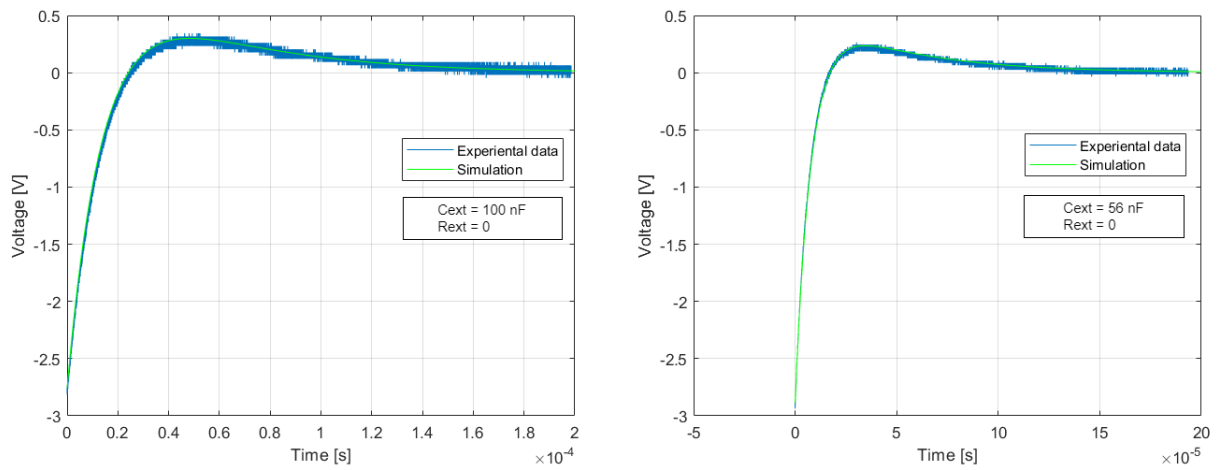 0.5
0
-0.5
-1
-1.5
-2
-2.5
-3
Voltage [V]
0
0.2
0.4
0.6
0.8
1
1.2
1.4
1.6
1.8
2
Time [s]
×10⁻⁴
Experiental data
Simulation
Cext = 100 nF
Rext = 0
0.5
0
-0.5
-1
-1.5
-2
-2.5
-3
Voltage [V]
-5
0
5
10
15
20
Time [s]
×10⁻⁵
Experiental data
Simulation
Cext = 56 nF
Rext = 0